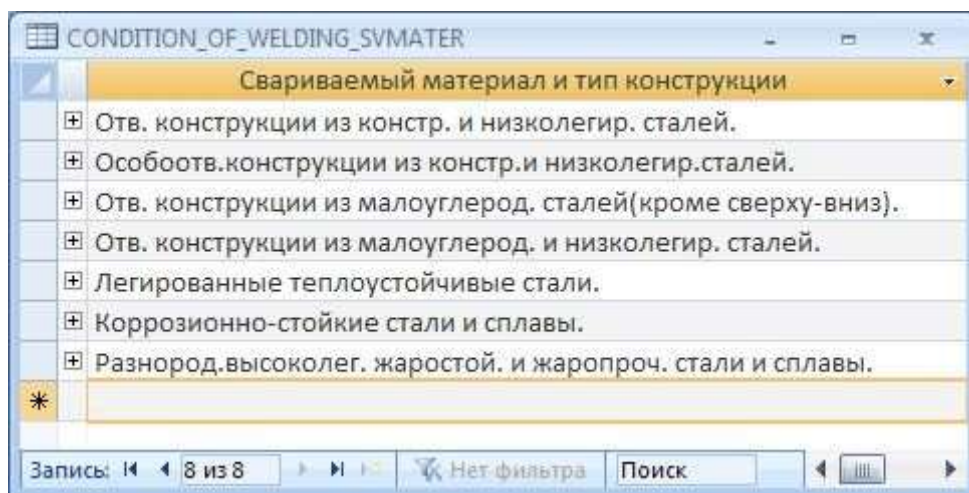 CONDITION_OF_WELDING_SVMATER
Свариваемый материал и тип конструкции
Отв. конструкции из констр. и низколегир. сталей.
Особоотв.конструкции из констр.и низколегир.сталей.
Отв. конструкции из малоуглерод. сталей(кроме сверху-вниз).
Отв. конструкции из малоуглерод. и низколегир. сталей.
Легированные теплоустойчивые стали.
Коррозионно-стойкие стали и сплавы.
Разнород.высоколег. жаростой. и жаропроч. стали и сплавы.
Запись: 8 из 8 Нет фильтра Поиск